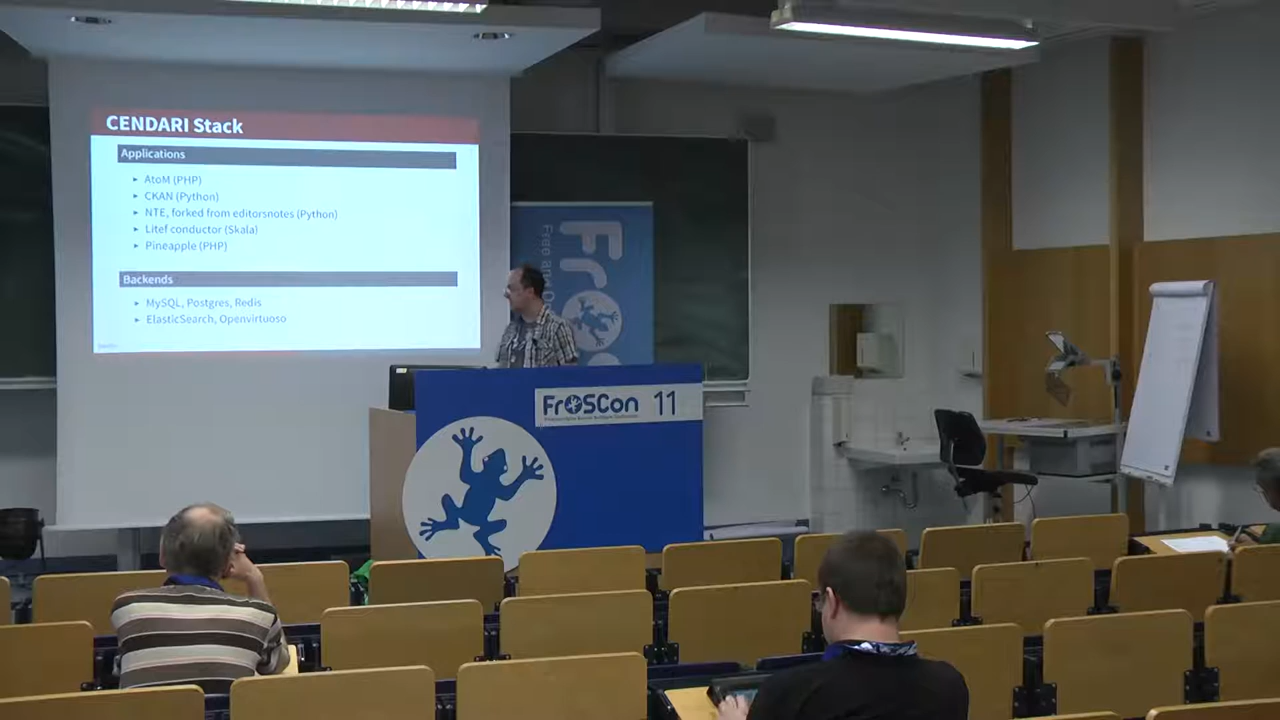 CENDARI Stack
Applications
▸ AtoM (PHP)
▸ CKAN (Python)
▸ NTE, forked from editorsnotes (Python)
▸ Litef conductor (Skala)
▸ Pineapple (PHP)
Backends
▸ MySQL, Postgres, Redis
▸ ElasticSearch, Openvirtuoso
FrOSCon 11